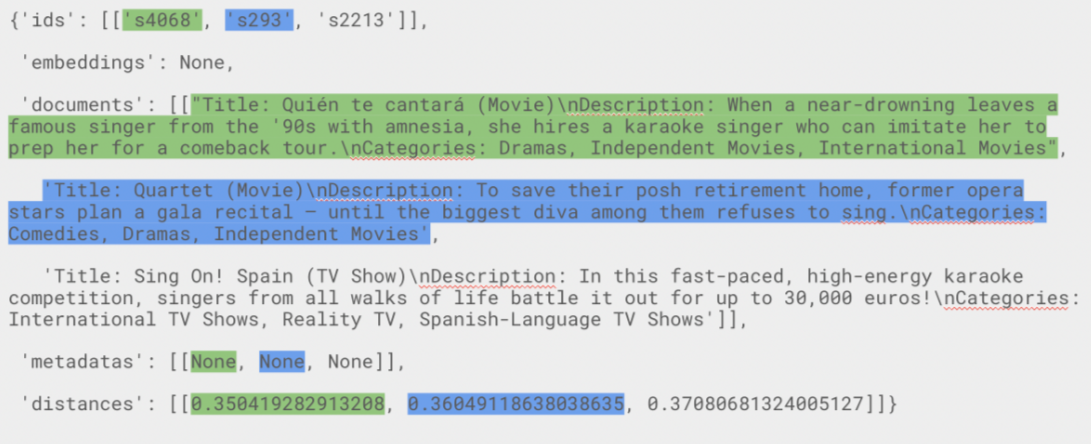 {'ids': [['s4068', 's293', 's2213']],
'embeddings': None,
'documents': [["Title: Quién te cantará (Movie)\nDescription: When a near-drowning leaves a
famous singer from the '90s with amnesia, she hires a karaoke singer who can imitate her to
prep her for a comeback tour.\nCategories: Dramas, Independent Movies, International Movies",
'Title: Quartet (Movie)\nDescription: To save their posh retirement home, former opera
stars plan a gala recital – until the biggest diva among them refuses to sing.\nCategories:
Comedies, Dramas, Independent Movies',
'Title: Sing On! Spain (TV Show)\nDescription: In this fast-paced, high-energy karaoke
competition, singers from all walks of life battle it out for up to 30,000 euros!\nCategories:
International TV Shows, Reality TV, Spanish-Language TV Shows']],
'metadatas': [[None, None, None]],
'distances': [[0.350419282913208, 0.36049118638038635, 0.37080681324005127]]}